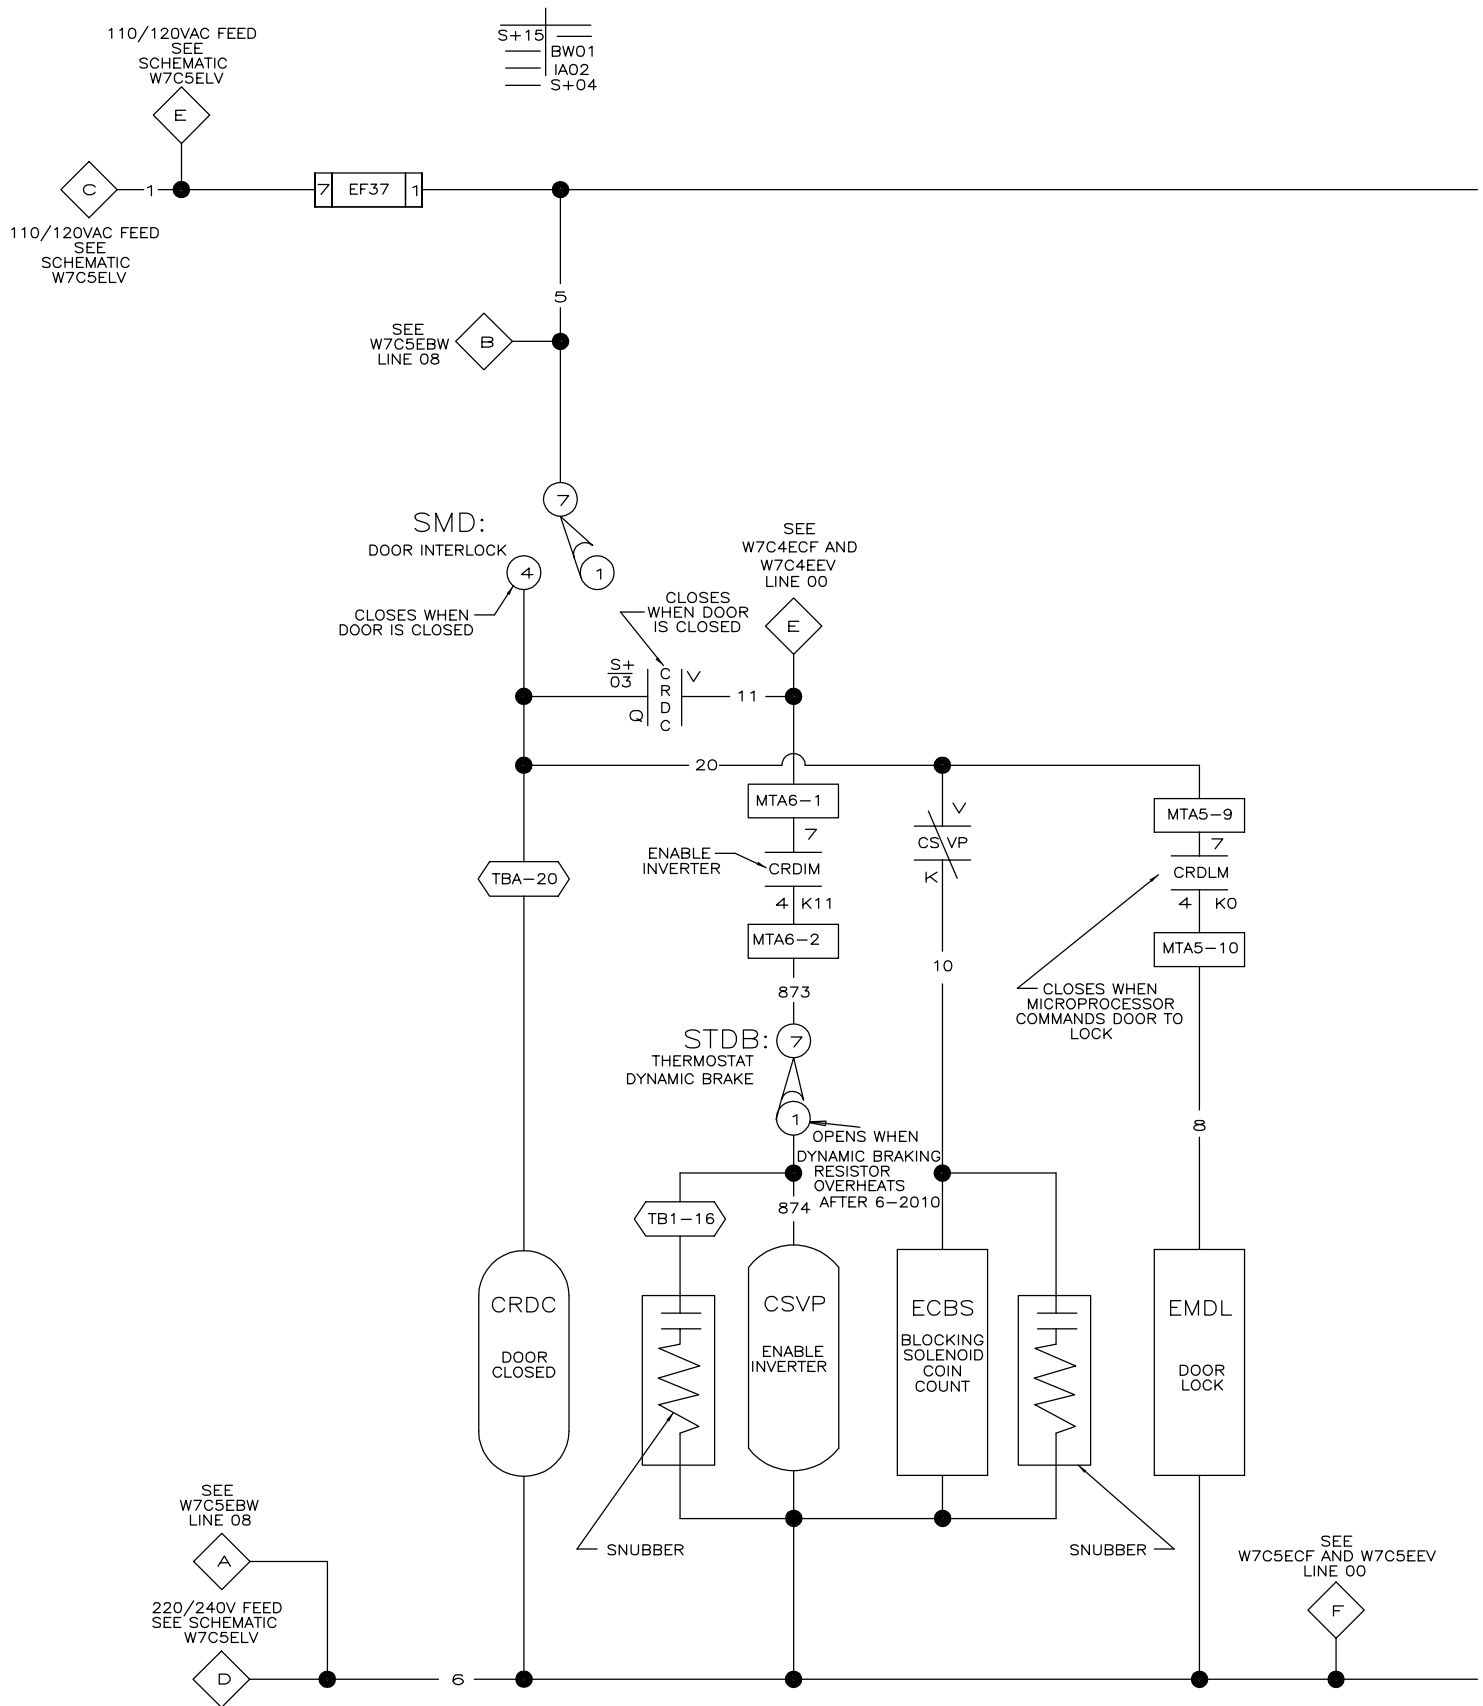 S+15
BW01
IA02
S+04
110/120VAC FEED
SEE
SCHEMATIC
W7C5ELV
E
C
1
7
EF37
1
110/120VAC FEED
SEE
SCHEMATIC
W7C5ELV
5
SEE
W7C5EBW
LINE 08
B
7
SMD:
DOOR INTERLOCK
4
1
CLOSES WHEN
DOOR IS CLOSED
SEE
W7C4ECF AND
W7C4EEV
LINE 00
E
CLOSES
WHEN DOOR
IS CLOSED
S+
03
Q
C
R
D
C
V
11
20
MTA6-1
7
ENABLE
INVERTER
CRDIM
4
K11
MTA6-2
873
V
CS VP
K
10
MTA5-9
7
CRDLM
4
K0
MTA5-10
CLOSES WHEN
MICROPROCESSOR
COMMANDS DOOR TO
LOCK
TBA-20
STDB:
7
THERMOSTAT
DYNAMIC BRAKE
1
OPENS WHEN
DYNAMIC BRAKING
RESISTOR
OVERHEATS
AFTER 6-2010
8
TB1-16
874
CRDC
DOOR
CLOSED
CSVP
ENABLE
INVERTER
ECBS
BLOCKING
SOLENOID
COIN
COUNT
EMDL
DOOR
LOCK
SNUBBER
SNUBBER
SEE
W7C5EBW
LINE 08
A
220/240V FEED
SEE SCHEMATIC
W7C5ELV
D
6
SEE
W7C5ECF AND W7C5EEV
LINE 00
F